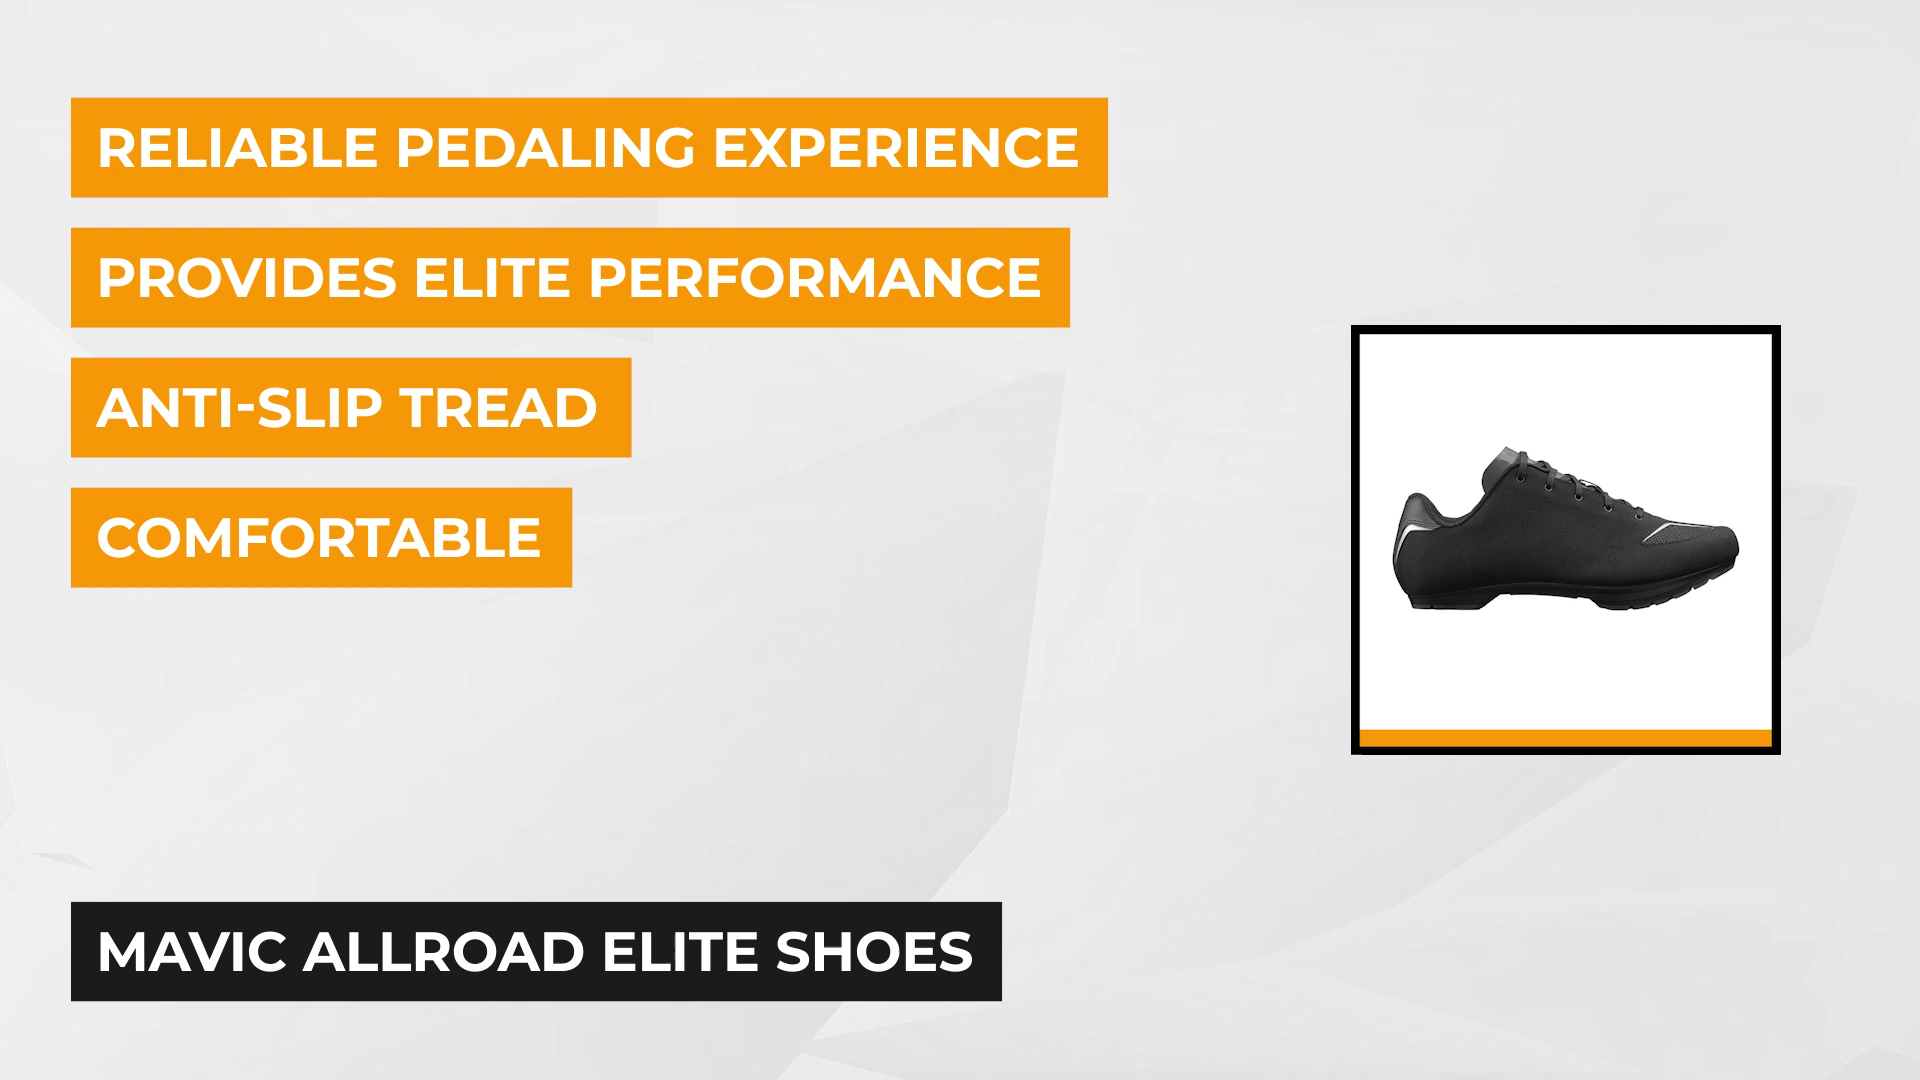 RELIABLE PEDALING EXPERIENCE
PROVIDES ELITE PERFORMANCE
ANTI-SLIP TREAD
COMFORTABLE
MAVIC ALLROAD ELITE SHOES